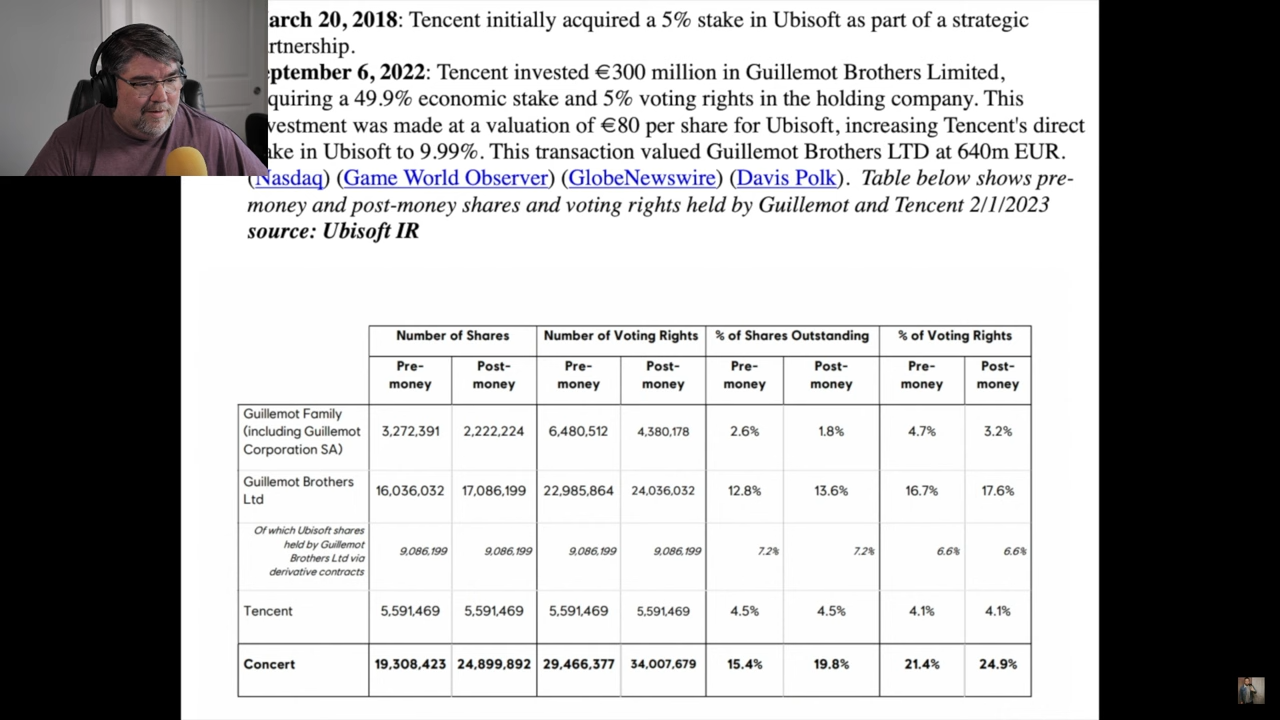 arch 20, 2018: Tencent initially acquired a 5% stake in Ubisoft as part of a strategic
rtnership.
ptember 6, 2022: Tencent invested €300 million in Guillemot Brothers Limited,
quiring a 49.9% economic stake and 5% voting rights in the holding company. This
vestment was made at a valuation of €80 per share for Ubisoft, increasing Tencent's direct
ake in Ubisoft to 9.99%. This transaction valued Guillemot Brothers LTD at 640m EUR.
(Nasdaq) (Game World Observer) (GlobeNewswire) (Davis Polk). Table below shows pre-
money and post-money shares and voting rights held by Guillemot and Tencent 2/1/2023
source: Ubisoft IR
Number of Shares Number of Voting Rights % of Shares Outstanding % of Voting Rights
Pre- Post- Pre- Post- Pre- Post- Pre- Post-
money money money money money money money money
Guillemot Family
(including Guillemot 3,272,391 2,222,224 6,480,512 4,380,178 2.6% 1.8% 4.7% 3.2%
Corporation SA)
Guillemot Brothers
Ltd 16,036,032 17,086,199 22,985,864 24,036,032 12.8% 13.6% 16.7% 17.6%
Of which Ubisoft shares
held by Guillemot
Brothers Ltd via 9,086,199 9,086,199 9,086,199 9,086,199 7.2% 7.2% 6.6% 6.6%
derivative contracts
Tencent 5,591,469 5,591,469 5,591,469 5,591,469 4.5% 4.5% 4.1% 4.1%
Concert 19,308,423 24,899,892 29,466,377 34,007,679 15.4% 19.8% 21.4% 24.9%